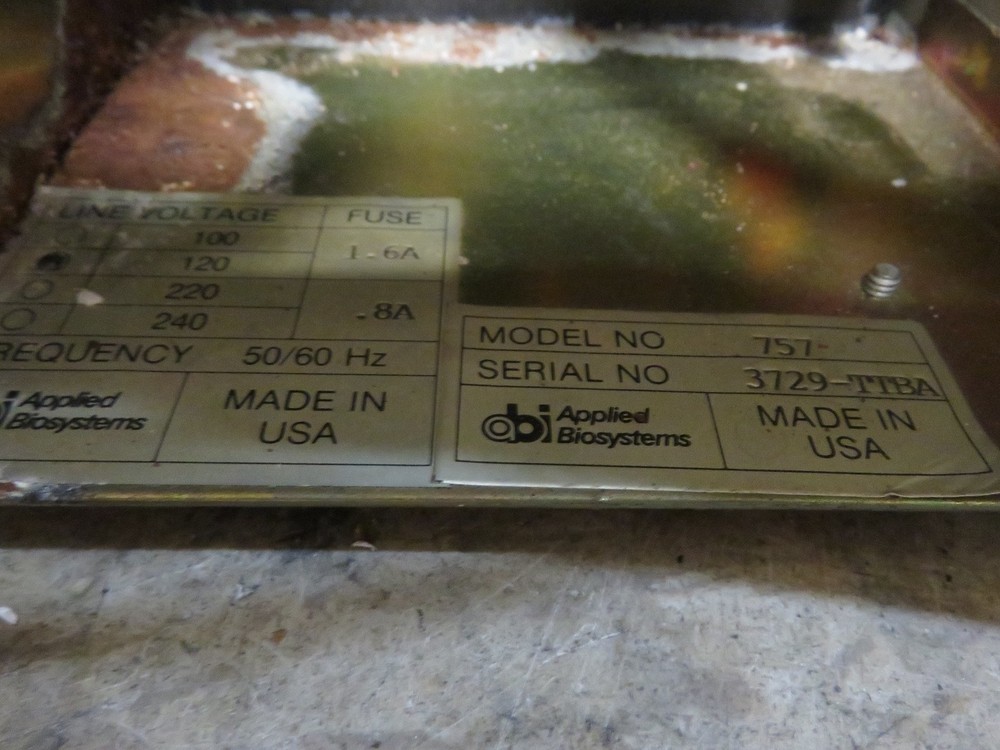 LINE VOLTAGE FUSE
100
120 1.6A
220
240 .8A
REQUENCY 50/60 Hz
i Applied Biosystems MADE IN USA
MODEL NO 757-
SERIAL NO 3729-TTBA
abi Applied Biosystems MADE IN USA